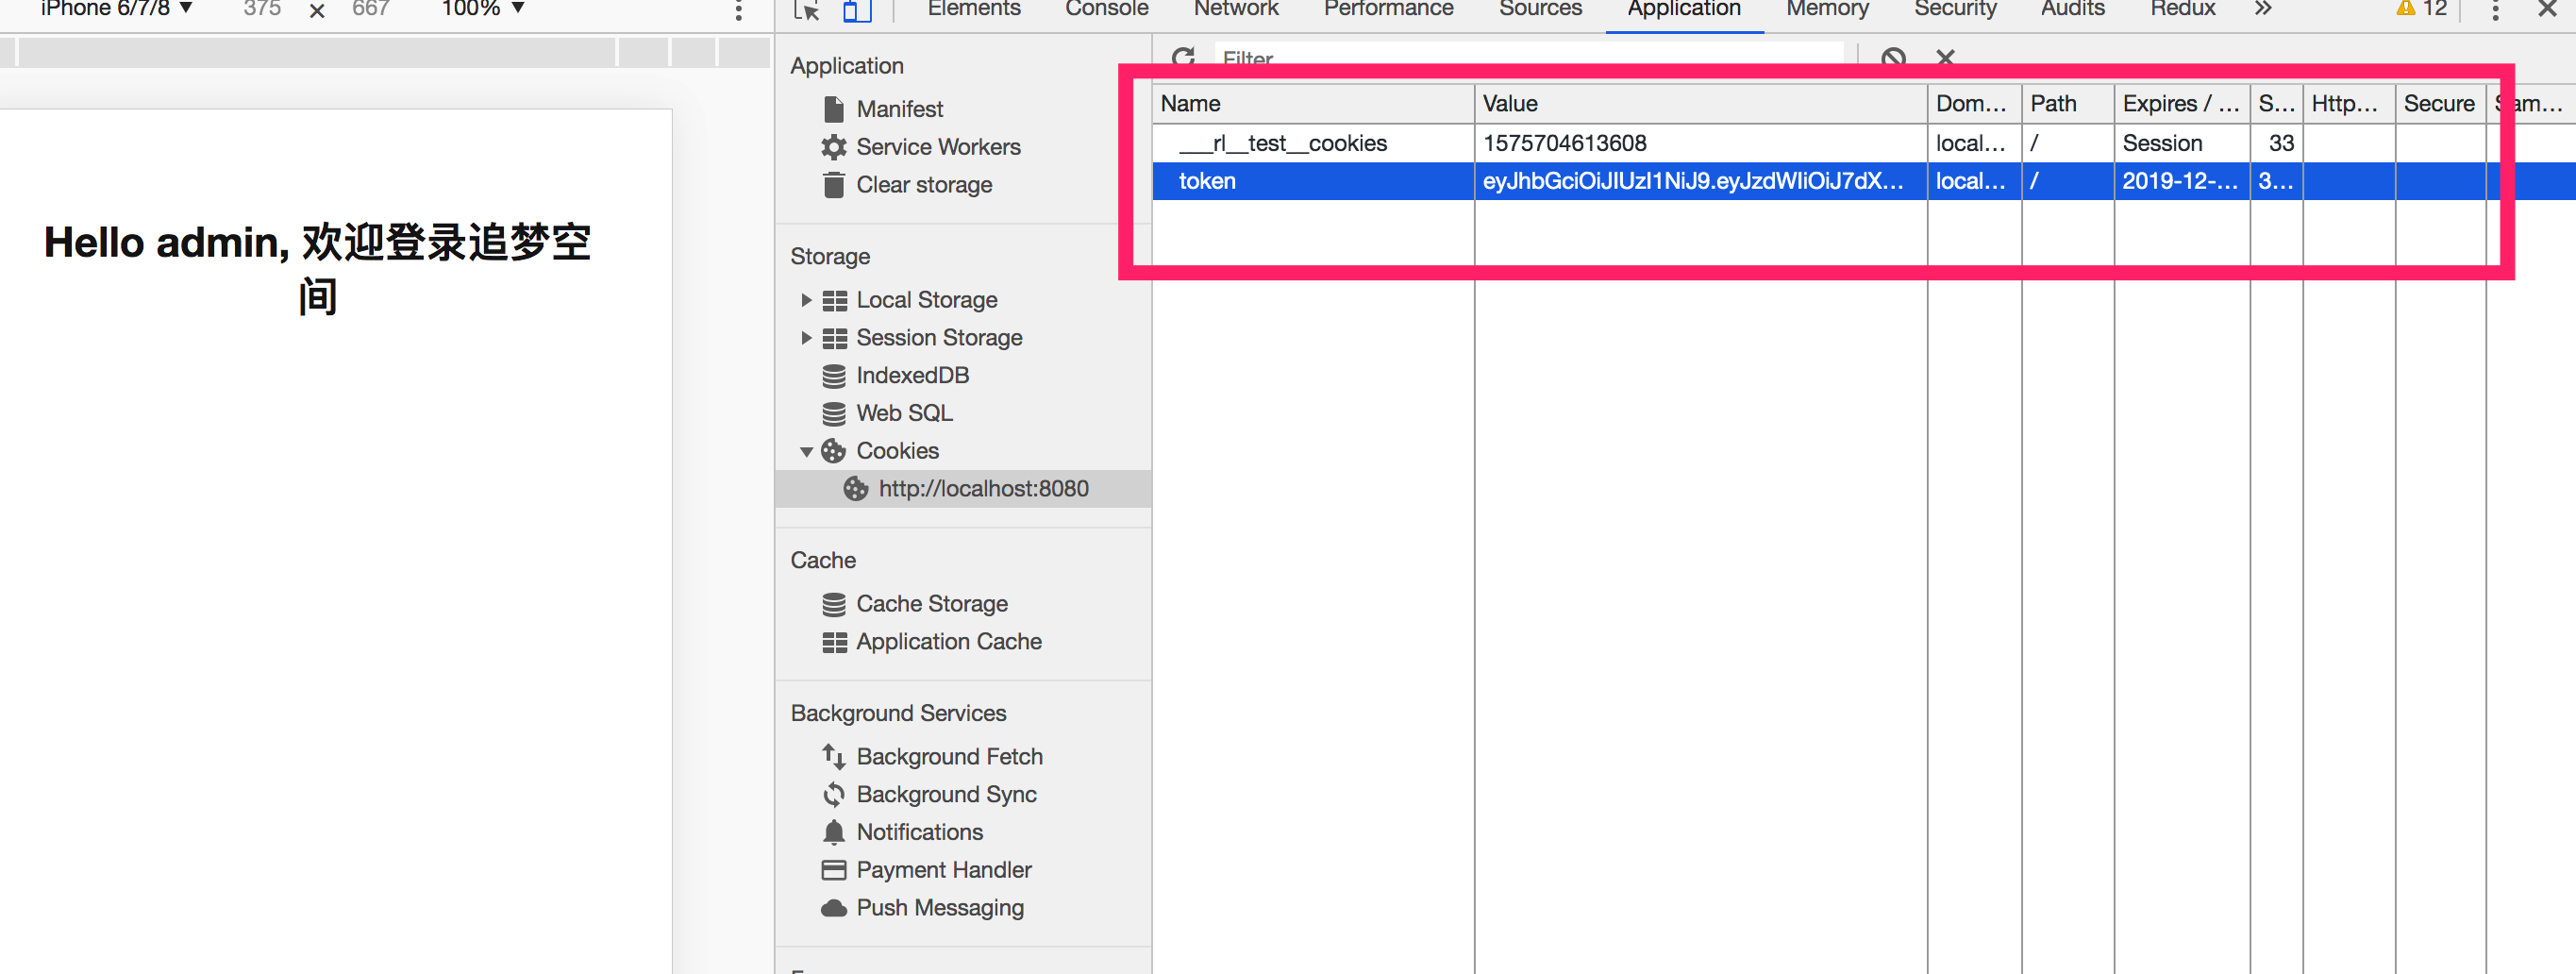 iPhone 6/7/8 375 × 667 100%
Elements Console Network Performance Sources Application Memory Security Audits Redux » 12
Filter
Hello admin, 欢迎登录追梦空
间
Application
Manifest
Service Workers
Clear storage
Storage
Local Storage
Session Storage
IndexedDB
Web SQL
Cookies
http://localhost:8080
Cache
Cache Storage
Application Cache
Background Services
Background Fetch
Background Sync
Notifications
Payment Handler
Push Messaging
Name Value Dom... Path Expires / ... S... Http... Secure Sam...
___rl__test__cookies 1575704613608 local... / Session 33
token eyJhbGciOiJIUzI1NiJ9.eyJzdWIiOiJ7dX... local... / 2019-12-... 3...